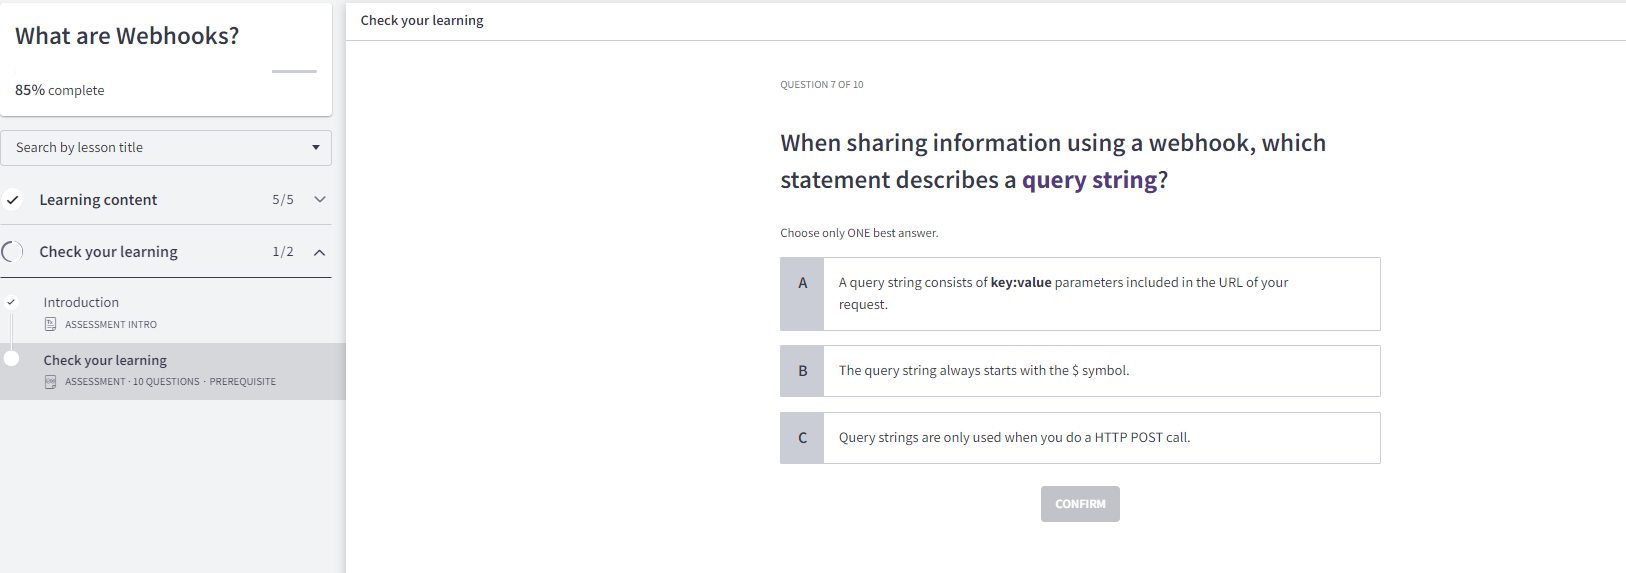 What are Webhooks?
85% complete
Search by lesson title
Learning content 5/5
Check your learning 1/2
Introduction
ASSESSMENT INTRO
Check your learning
ASSESSMENT · 10 QUESTIONS · PREREQUISITE
Check your learning
QUESTION 7 OF 10
When sharing information using a webhook, which
statement describes a query string?
Choose only ONE best answer.
A A query string consists of key:value parameters included in the URL of your
request.
B The query string always starts with the $ symbol.
C Query strings are only used when you do a HTTP POST call.
CONFIRM